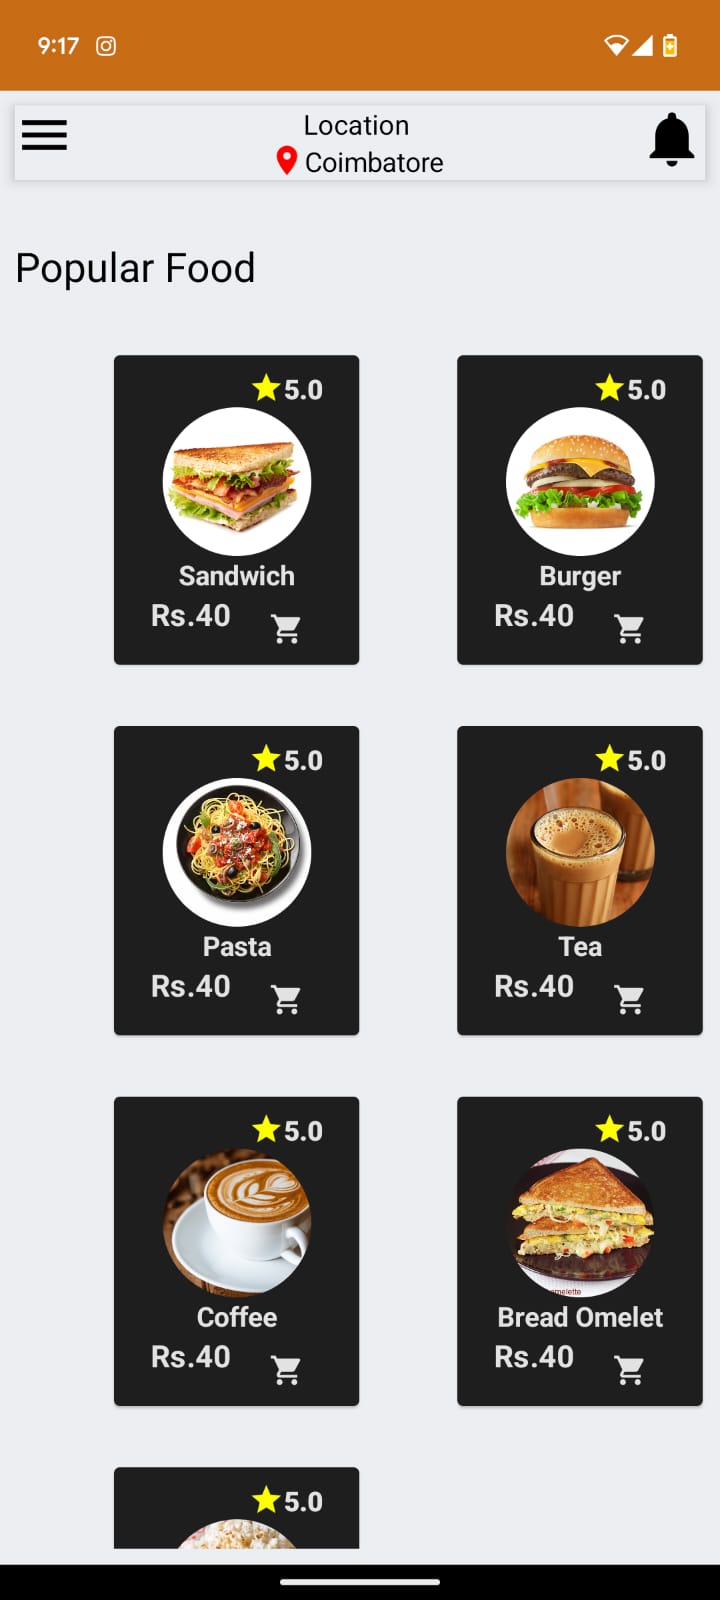 9:17
Location
Coimbatore
Popular Food
5.0
5.0
Sandwich
Burger
Rs.40
Rs.40
5.0
5.0
Pasta
Tea
Rs.40
Rs.40
5.0
5.0
omelette
Coffee
Bread Omelet
Rs.40
Rs.40
5.0